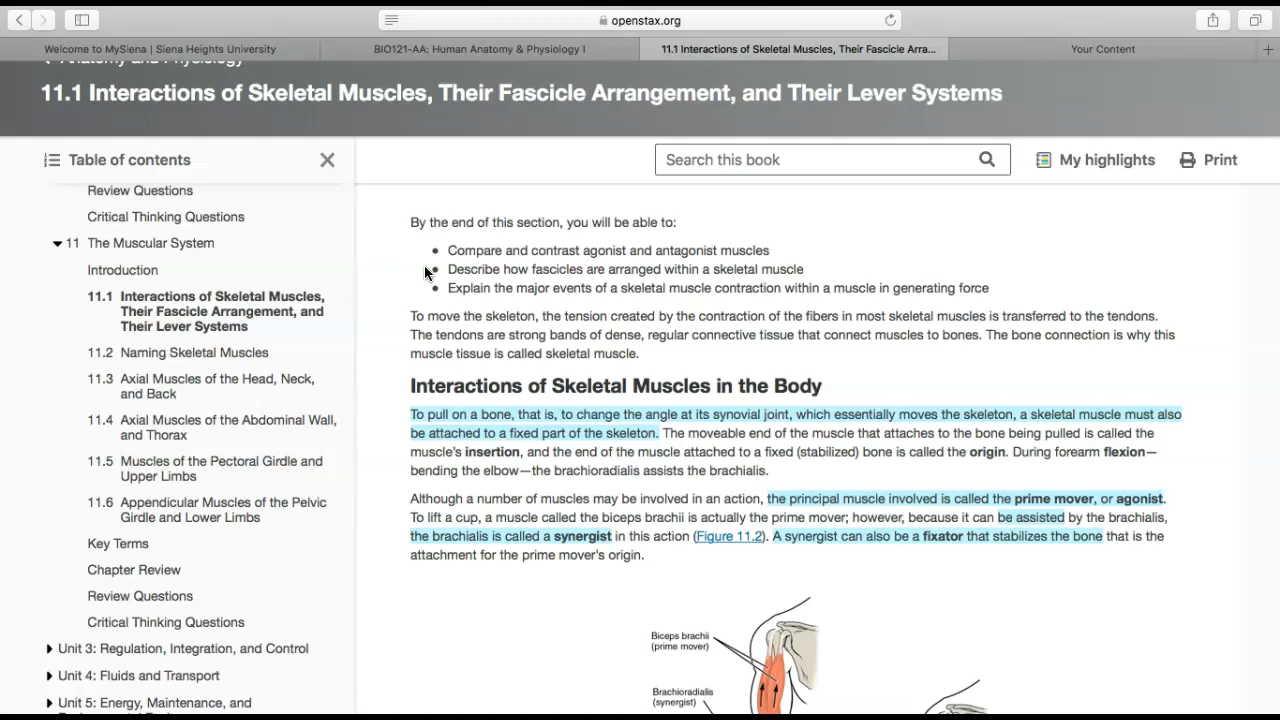 openstax.org
Welcome to MySiena | Siena Heights University
BIO121-AA: Human Anatomy & Physiology I
11.1 Interactions of Skeletal Muscles, Their Fascicle Arra...
Your Content
Anatomy and Physiology
11.1 Interactions of Skeletal Muscles, Their Fascicle Arrangement, and Their Lever Systems
Table of contents
Search this book
My highlights
Print
Review Questions
Critical Thinking Questions
11 The Muscular System
Introduction
11.1 Interactions of Skeletal Muscles,
Their Fascicle Arrangement, and
Their Lever Systems
11.2 Naming Skeletal Muscles
11.3 Axial Muscles of the Head, Neck,
and Back
11.4 Axial Muscles of the Abdominal Wall,
and Thorax
11.5 Muscles of the Pectoral Girdle and
Upper Limbs
11.6 Appendicular Muscles of the Pelvic
Girdle and Lower Limbs
Key Terms
Chapter Review
Review Questions
Critical Thinking Questions
Unit 3: Regulation, Integration, and Control
Unit 4: Fluids and Transport
Unit 5: Energy, Maintenance, and
By the end of this section, you will be able to:
• Compare and contrast agonist and antagonist muscles
• Describe how fascicles are arranged within a skeletal muscle
• Explain the major events of a skeletal muscle contraction within a muscle in generating force
To move the skeleton, the tension created by the contraction of the fibers in most skeletal muscles is transferred to the tendons.
The tendons are strong bands of dense, regular connective tissue that connect muscles to bones. The bone connection is why this
muscle tissue is called skeletal muscle.
Interactions of Skeletal Muscles in the Body
To pull on a bone, that is, to change the angle at its synovial joint, which essentially moves the skeleton, a skeletal muscle must also
be attached to a fixed part of the skeleton. The moveable end of the muscle that attaches to the bone being pulled is called the
muscle's insertion, and the end of the muscle attached to a fixed (stabilized) bone is called the origin. During forearm flexion—
bending the elbow—the brachioradialis assists the brachialis.
Although a number of muscles may be involved in an action, the principal muscle involved is called the prime mover, or agonist.
To lift a cup, a muscle called the biceps brachii is actually the prime mover; however, because it can be assisted by the brachialis,
the brachialis is called a synergist in this action (Figure 11.2). A synergist can also be a fixator that stabilizes the bone that is the
attachment for the prime mover's origin.
Biceps brachii
(prime mover)
Brachioradialis
(synergist)